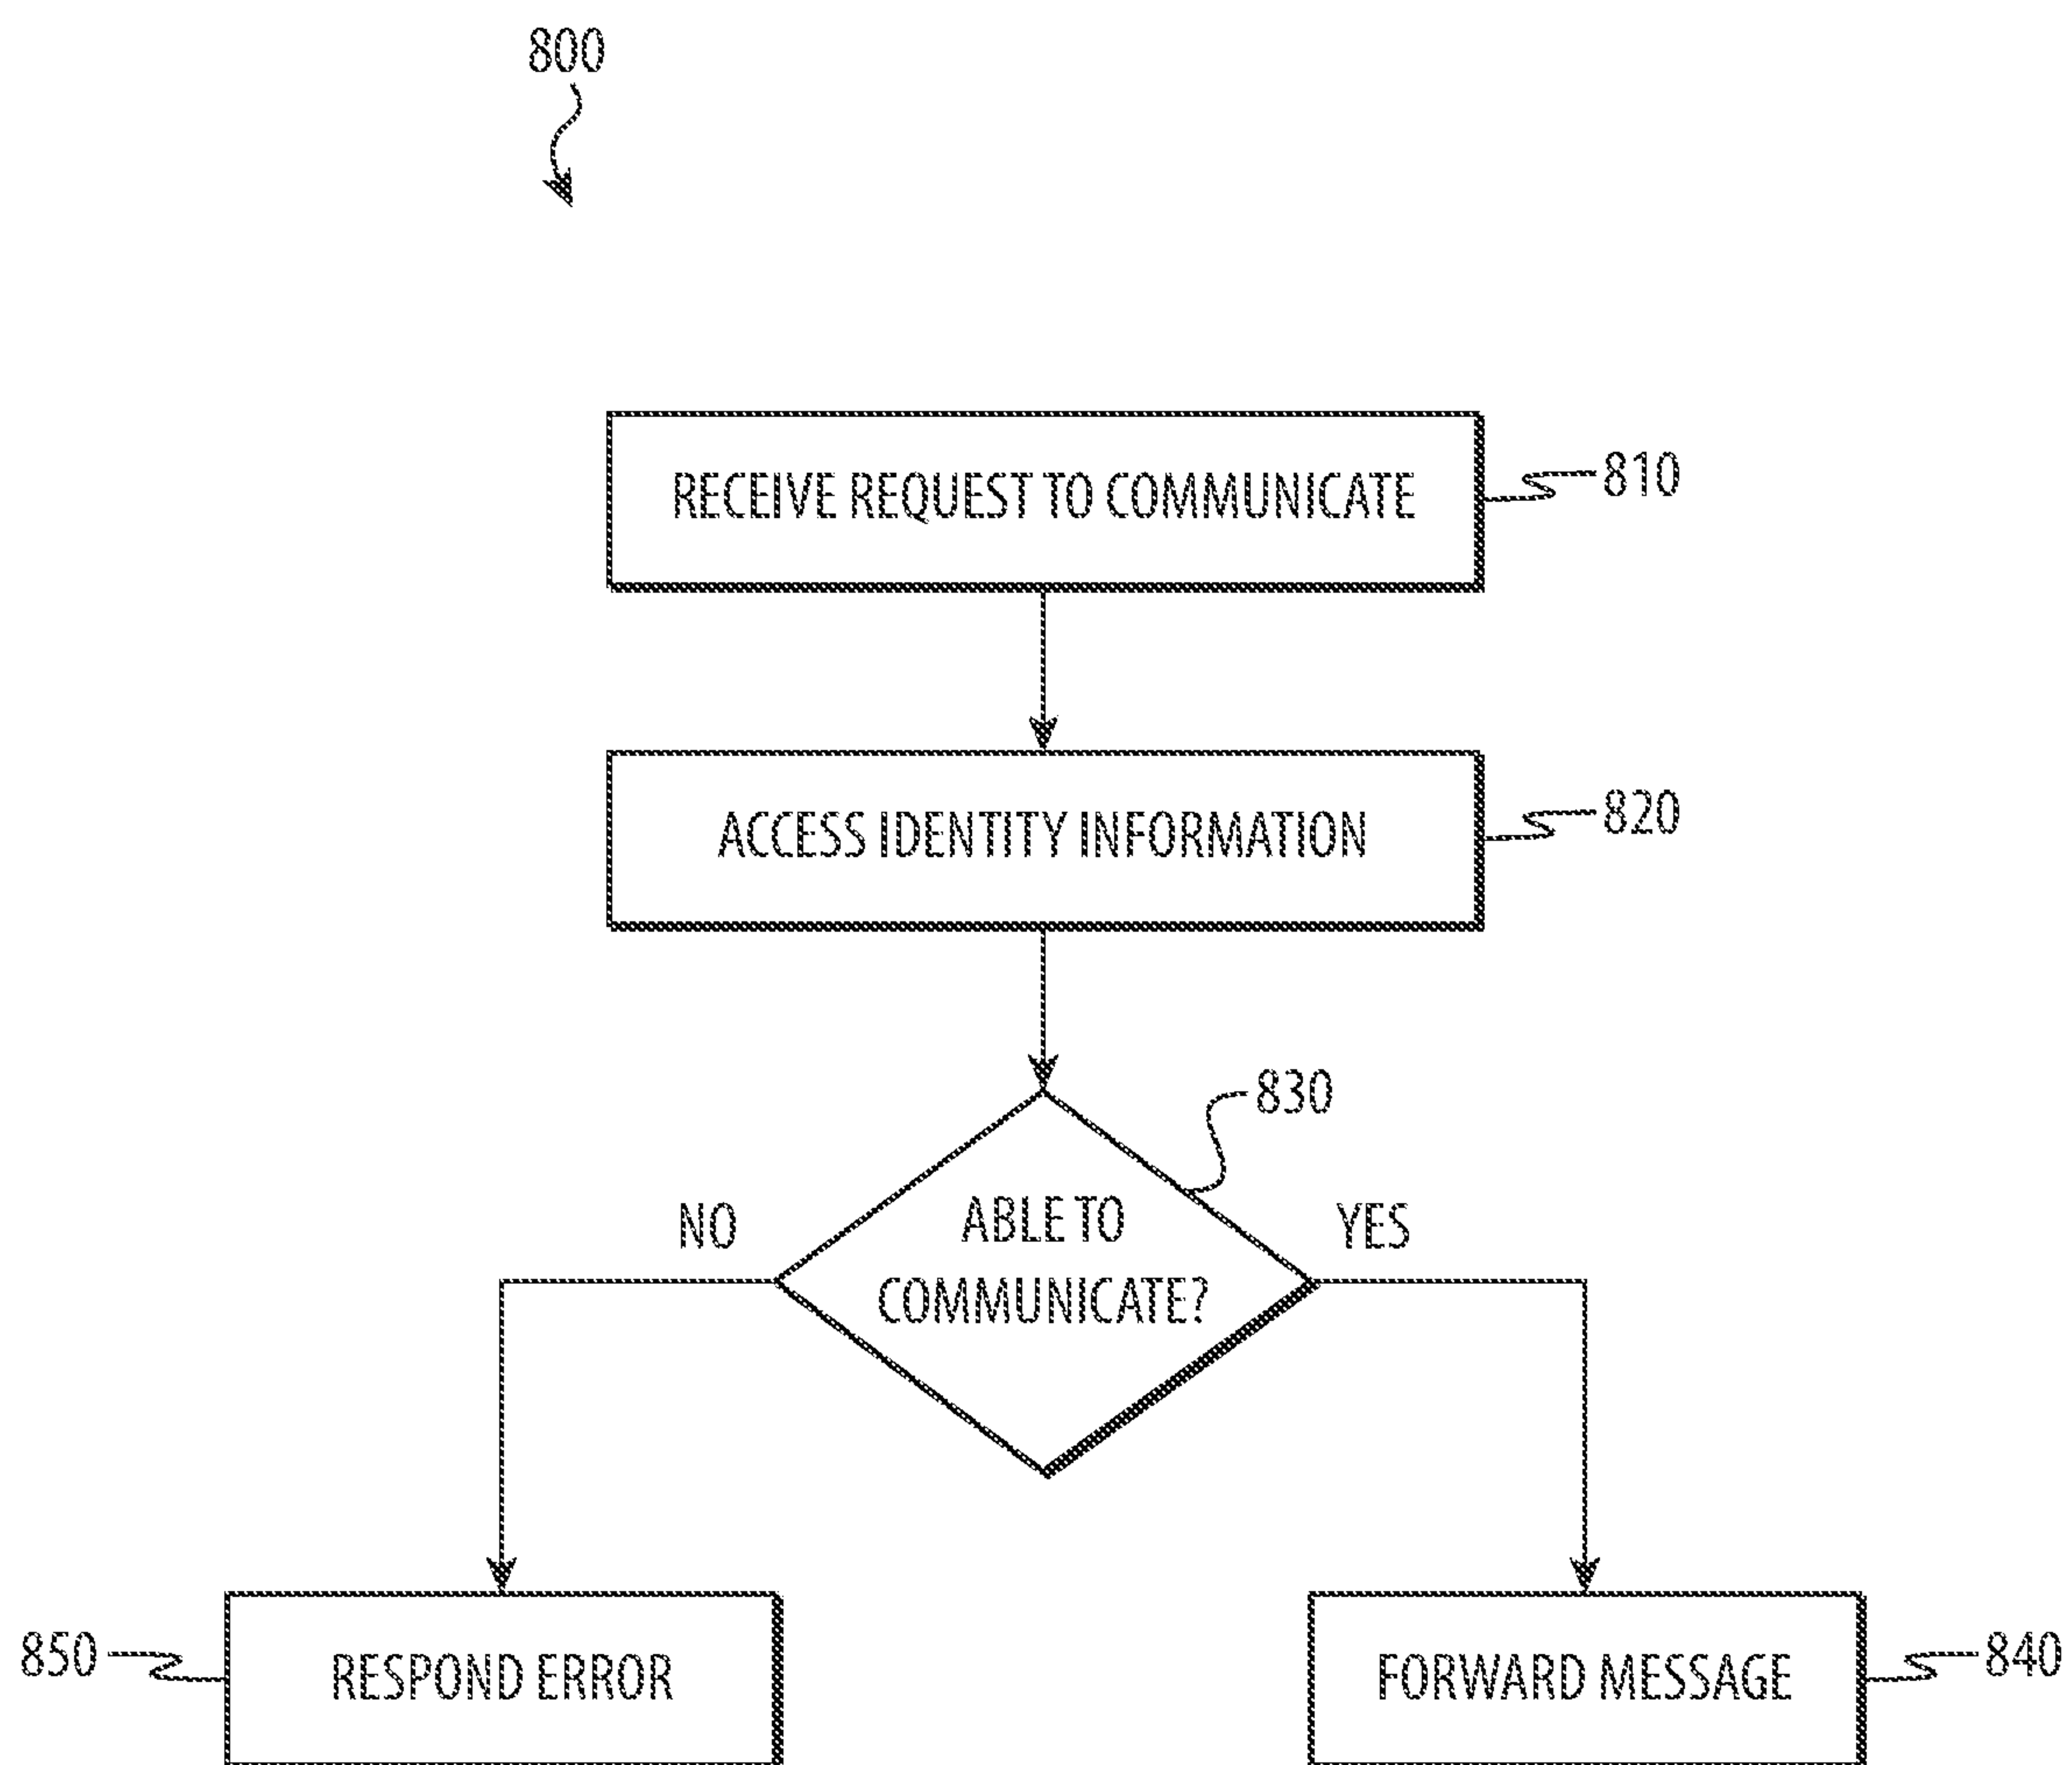 800
RECEIVE REQUEST TO COMMUNICATE
810
ACCESS IDENTITY INFORMATION
820
830
NO
ABLE TO
COMMUNICATE?
YES
850
RESPOND ERROR
FORWARD MESSAGE
840